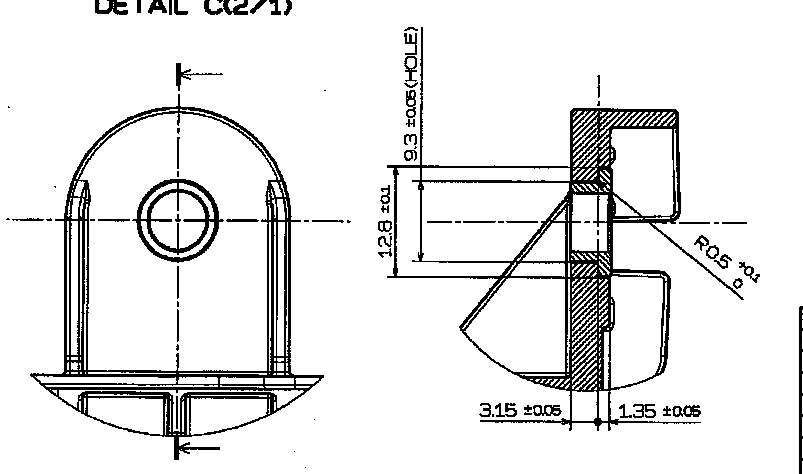 DETAIL C(2/1)
9.3 ±0.05(HOLE)
12.8 ±0.1
R0.5 +0.1
0
3.15 ±0.05
1.35 ±0.05